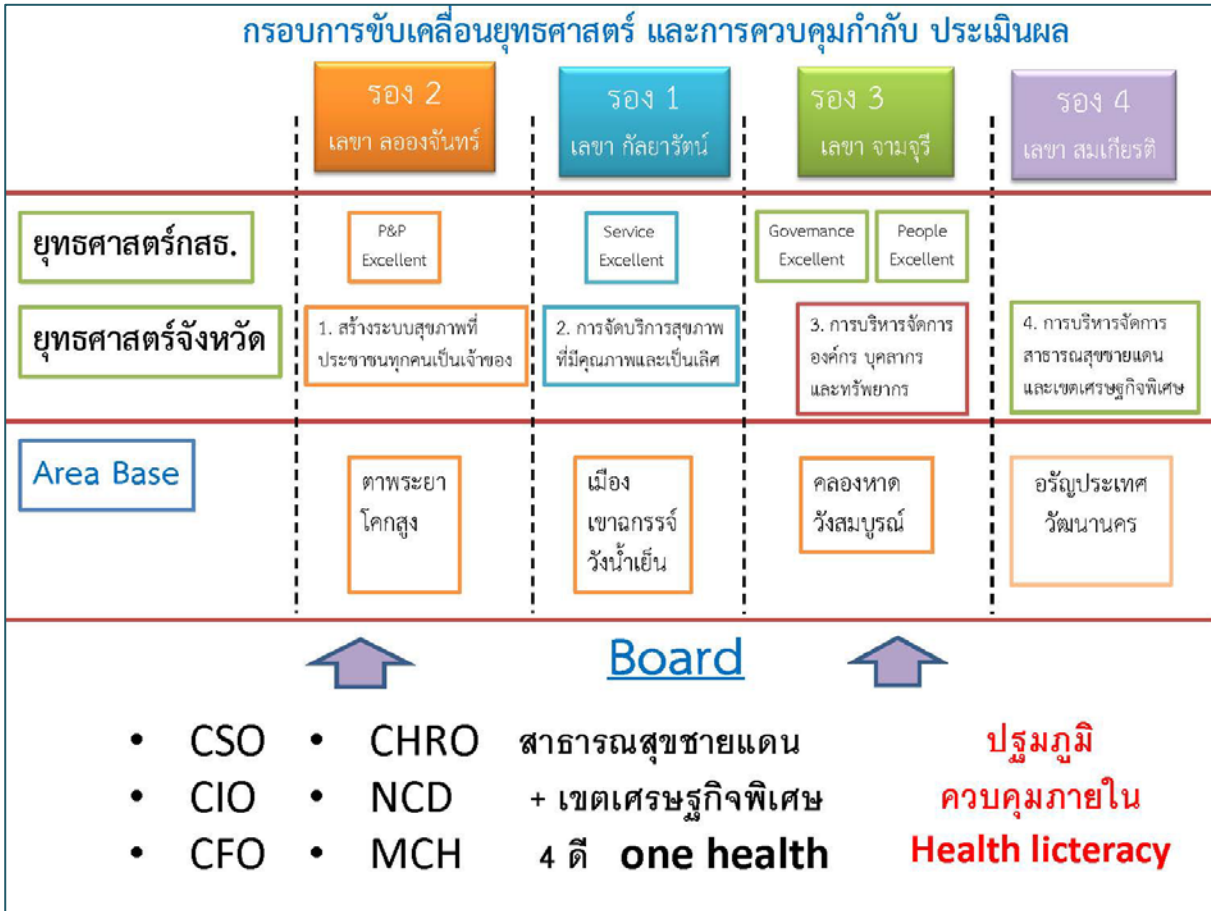 กรอบการขับเคลื่อนยุทธศาสตร์ และการควบคุมกำกับ ประเมินผล
รอง 2
เลขา ลอองจันทร์
รอง 1
เลขา กัลยารัตน์
รอง 3
เลขา จามจุรี
รอง 4
เลขา สมเกียรติ
ยุทธศาสตร์กสธ.
P&P
Excellent
Service
Excellent
Governance
Excellent
People
Excellent
ยุทธศาสตร์จังหวัด
1. สร้างระบบสุขภาพที่
ประชาชนทุกคนเป็นเจ้าของ
2. การจัดบริการสุขภาพ
ที่มีคุณภาพและเป็นเลิศ
3. การบริหารจัดการ
องค์กร บุคลากร
และทรัพยากร
4. การบริหารจัดการ
สาธารณสุขชายแดน
และเขตเศรษฐกิจพิเศษ
Area Base
ตาพระยา
โคกสูง
เมือง
เขาฉกรรจ์
วังน้ำเย็น
คลองหาด
วังสมบูรณ์
อรัญประเทศ
วัฒนานคร
Board
• CSO
• CIO
• CFO
• CHRO
• NCD
• MCH
สาธารณสุขชายแดน
+ เขตเศรษฐกิจพิเศษ
4 ดี one health
ปฐมภูมิ
ควบคุมภายใน
Health licteracy